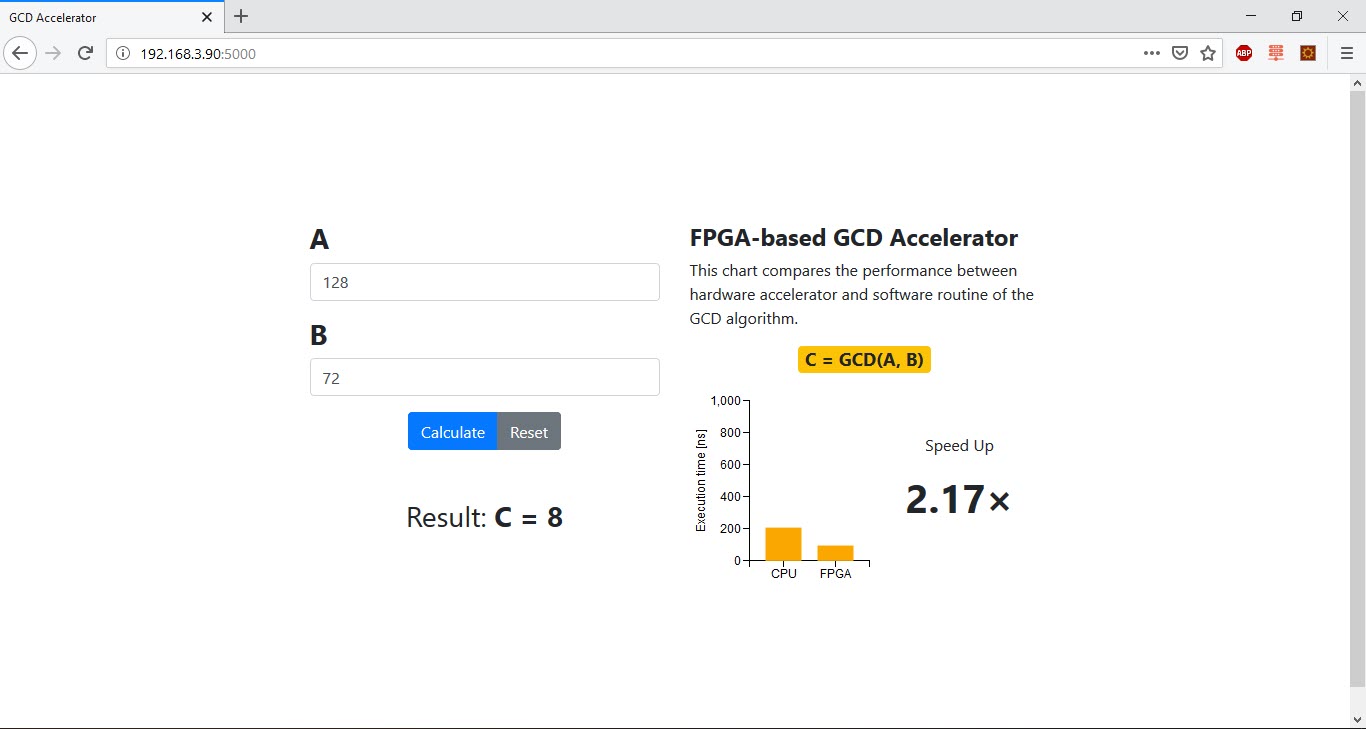 GCD Accelerator
192.168.3.90:5000
ABP
A
128
B
72
Calculate Reset
Result: C = 8
FPGA-based GCD Accelerator
This chart compares the performance between
hardware accelerator and software routine of the
GCD algorithm.
C = GCD(A, B)
1,000
800
600
400
200
0
Execution time [ns]
CPU FPGA
Speed Up
2.17×